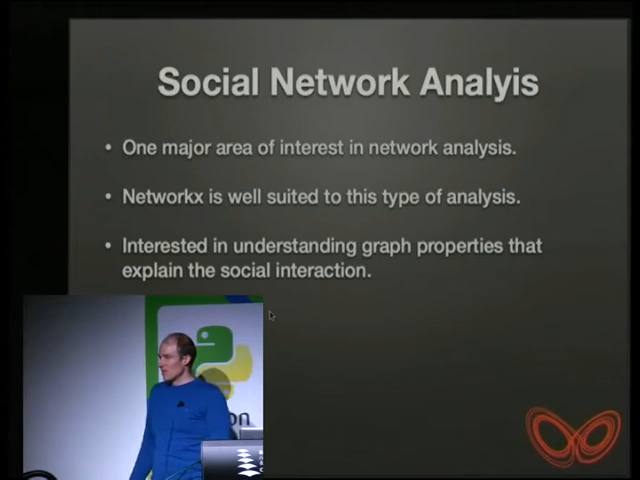 Social Network Analyis
• One major area of interest in network analysis.
• Networkx is well suited to this type of analysis.
• Interested in understanding graph properties that
explain the social interaction.
on